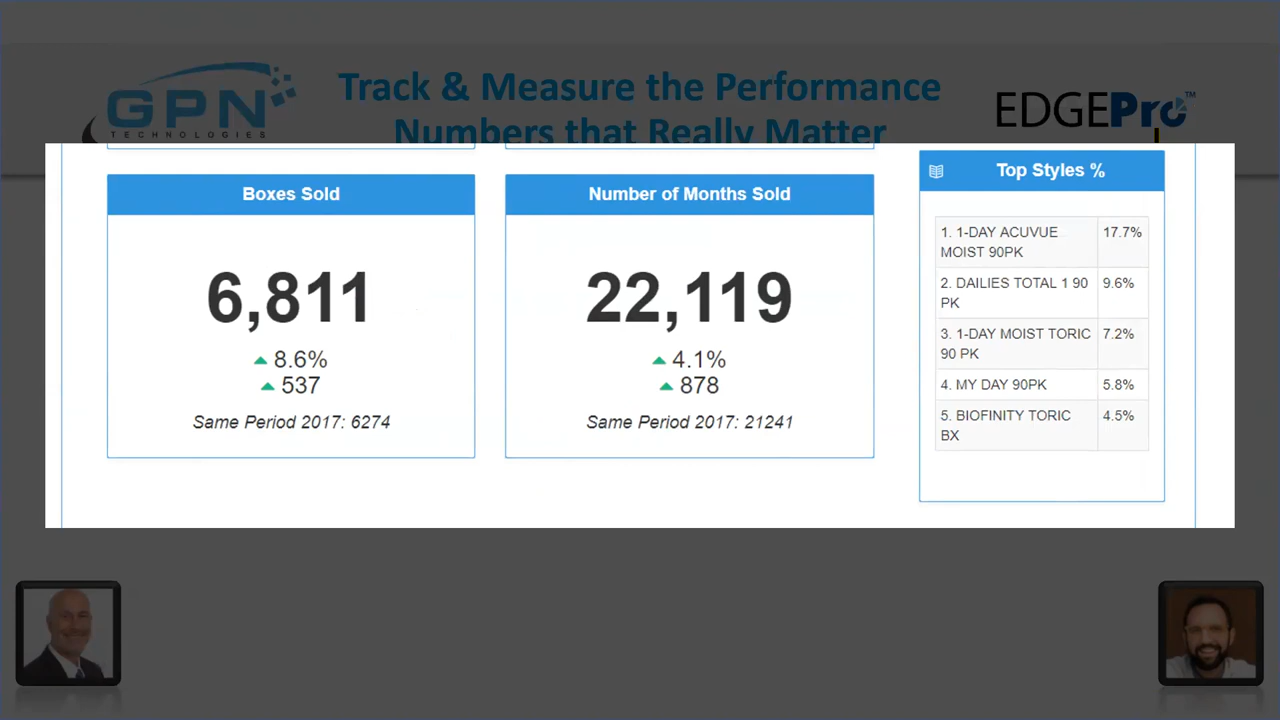 GPN
TECHNOLOGIES
Track & Measure the Performance
Numbers that Really Matter
EDGEPro™
Boxes Sold
6,811
8.6%
537
Same Period 2017: 6274
Number of Months Sold
22,119
4.1%
878
Same Period 2017: 21241
Top Styles %
1. 1-DAY ACUVUE 17.7%
MOIST 90PK
2. DAILIES TOTAL 1 90 9.6%
PK
3. 1-DAY MOIST TORIC 7.2%
90 PK
4. MY DAY 90PK 5.8%
5. BIOFINITY TORIC 4.5%
BX